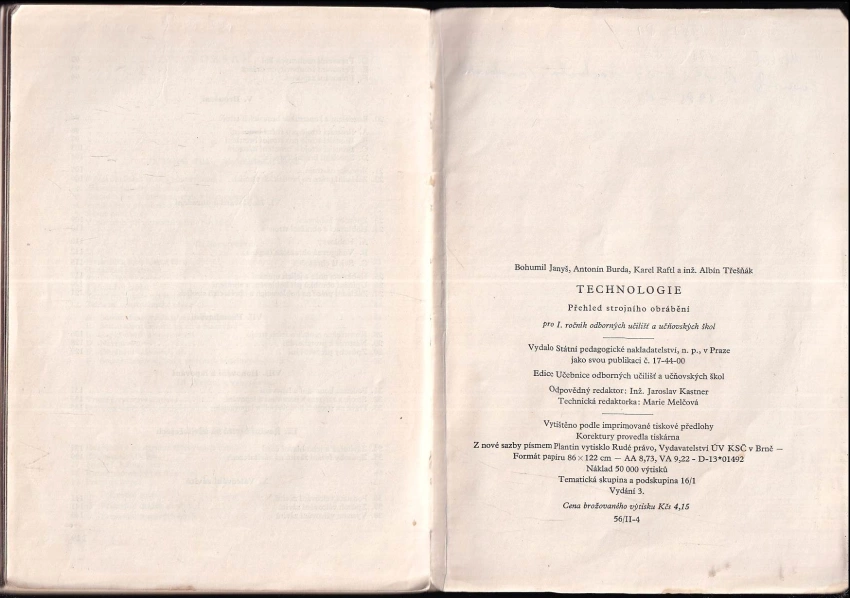 Bohumil Janyš, Antonín Burda, Karel Raftl a inž. Albín Třešňák
TECHNOLOGIE
Přehled strojního obrábění
pro I. ročník odborných učilišť a učňovských škol
Vydalo Státní pedagogické nakladatelství, n. p., v Praze
jako svou publikaci č. 17-44-00
Edice Učebnice odborných učilišť a učňovských škol
Odpovědný redaktor: Inž. Jaroslav Kastner
Technická redaktorka: Marie Melčová
Vytištěno podle imprimované tiskové předlohy
Korektury provedla tiskárna
Z nové sazby písmem Plantin vytisklo Rudé právo, Vydavatelství ÚV KSČ v Brně —
Formát papíru 86 × 122 cm — AA 8,73, VA 9,22 - D-13*01492
Náklad 50 000 výtisků
Tematická skupina a podskupina 16/1
Vydání 3.
Cena brožovaného výtisku Kčs 4,15
56/II-4